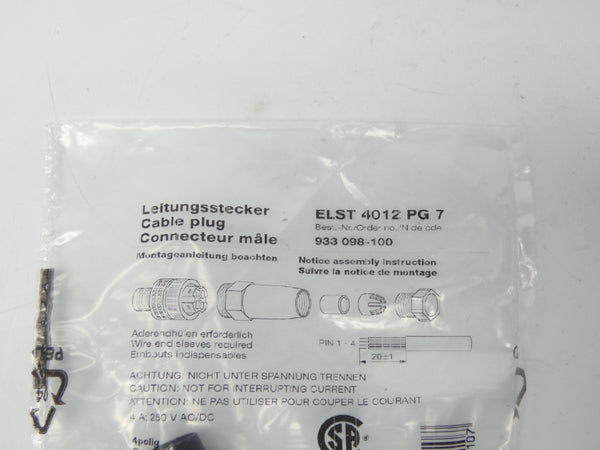 Leitungsstecker
Cable plug
Connecteur mâle
Montageanleitung beachten
ELST 4012 PG 7
Best.-Nr./Order no./N de cde
933 098-100
Notice assembly instruction
Suivre la notice de montage
Aderendhülen erforderlich
Wire end sleeves required
Embouts indispensables
PIN 1 - 4
20±1
ACHTUNG: NICHT UNTER SPANNUNG TRENNEN
CAUTION: NOT FOR INTERRUPTING CURRENT
ATTENTION: NE PAS UTILISER POUR COUPER LE COURANT
4 A; 250 V AC/DC
4polig